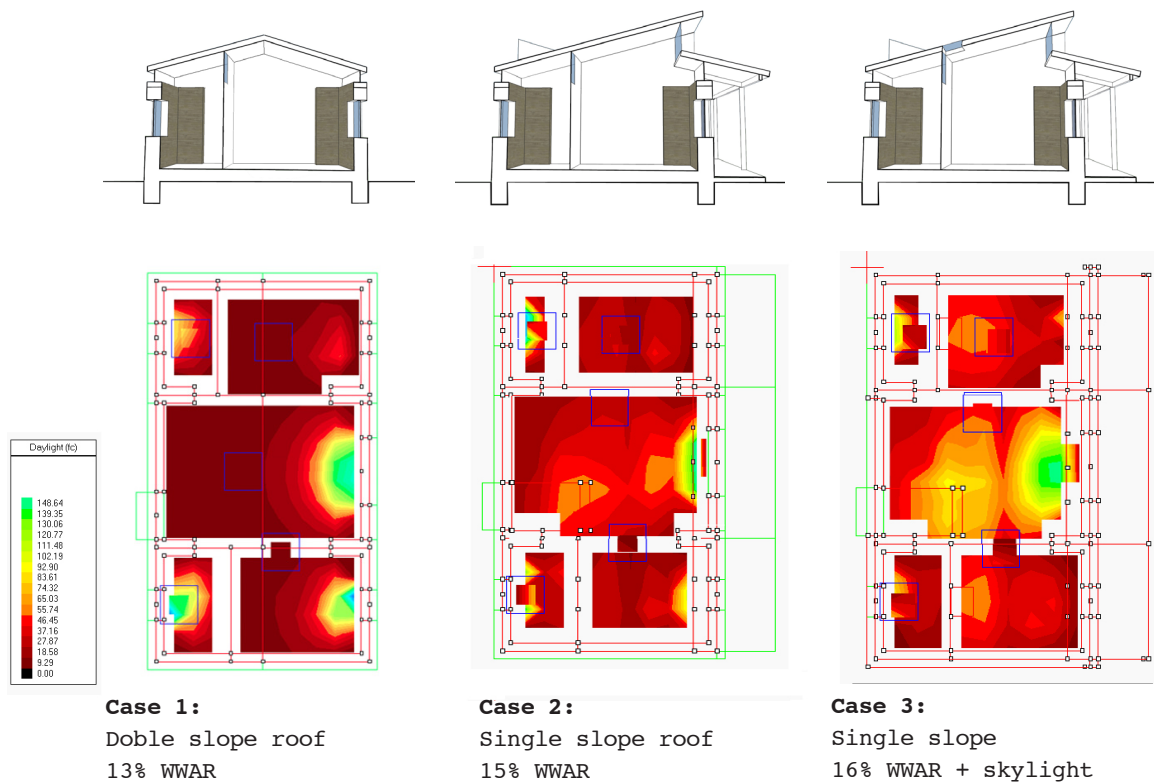 Daylight (fc)
148.64
139.35
130.06
120.77
111.48
102.19
92.90
83.61
74.32
65.03
55.74
46.45
37.16
27.87
18.58
9.29
0.00
Case 1:
Doble slope roof
13% WWAR
Case 2:
Single slope roof
15% WWAR
Case 3:
Single slope
16% WWAR + skylight